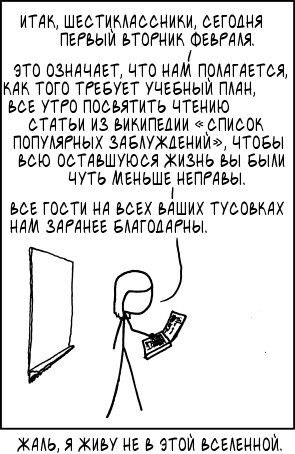 ИТАК, ШЕСТИКЛАССНИКИ, СЕГОДНЯ
ПЕРВЫЙ ВТОРНИК ФЕВРАЛЯ.
ЭТО ОЗНАЧАЕТ, ЧТО НАМ ПОЛАГАЕТСЯ,
КАК ТОГО ТРЕБУЕТ УЧЕБНЫЙ ПЛАН,
ВСЕ УТРО ПОСВЯТИТЬ ЧТЕНИЮ
СТАТЬИ ИЗ ВИКИПЕДИИ «СПИСОК
ПОПУЛЯРНЫХ ЗАБЛУЖДЕНИЙ», ЧТОБЫ
ВСЮ ОСТАВШУЮСЯ ЖИЗНЬ ВЫ БЫЛИ
ЧУТЬ МЕНЬШЕ НЕПРАВЫ.
ВСЕ ГОСТИ НА ВСЕХ ВАШИХ ТУСОВКАХ
НАМ ЗАРАНЕЕ БЛАГОДАРНЫ.
ЖАЛЬ, Я ЖИВУ НЕ В ЭТОЙ ВСЕЛЕННОЙ.